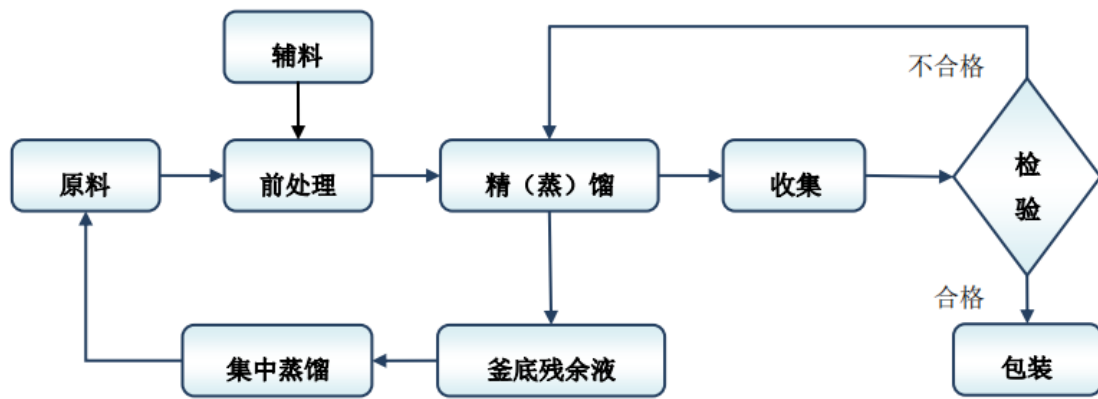 辅料
不合格
原料
前处理
精（蒸）馏
收集
检
验
合格
集中蒸馏
釜底残余液
包装